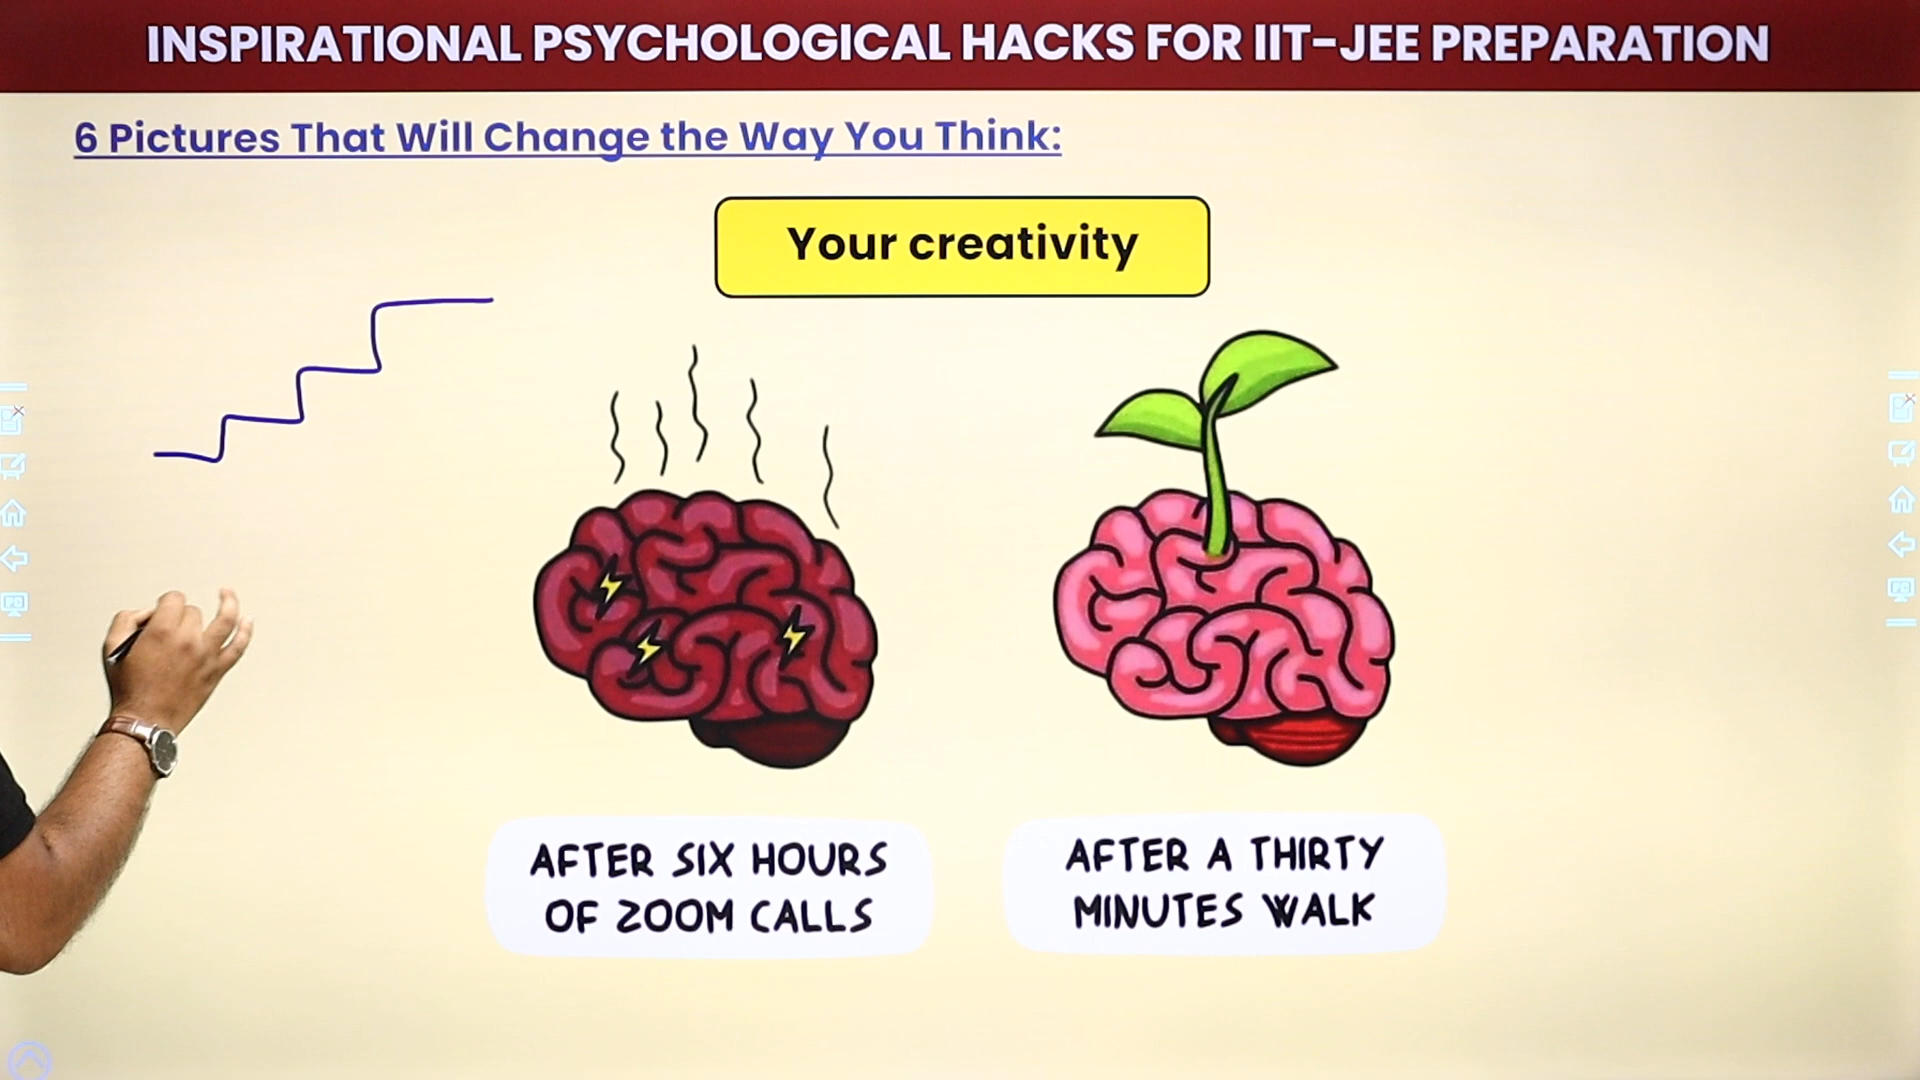 INSPIRATIONAL PSYCHOLOGICAL HACKS FOR IIT-JEE PREPARATION
6 Pictures That Will Change the Way You Think:
Your creativity
AFTER SIX HOURS
OF ZOOM CALLS
AFTER A THIRTY
MINUTES WALK